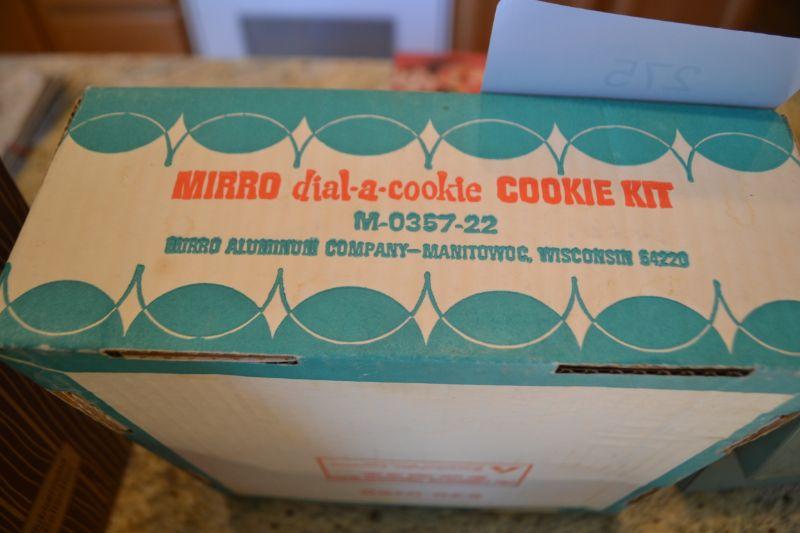 275
MIRRO dial-a-cookie COOKIE KIT
M-0357-22
MIRRO ALUMINUM COMPANY—MANITOWOC, WISCONSIN 54220